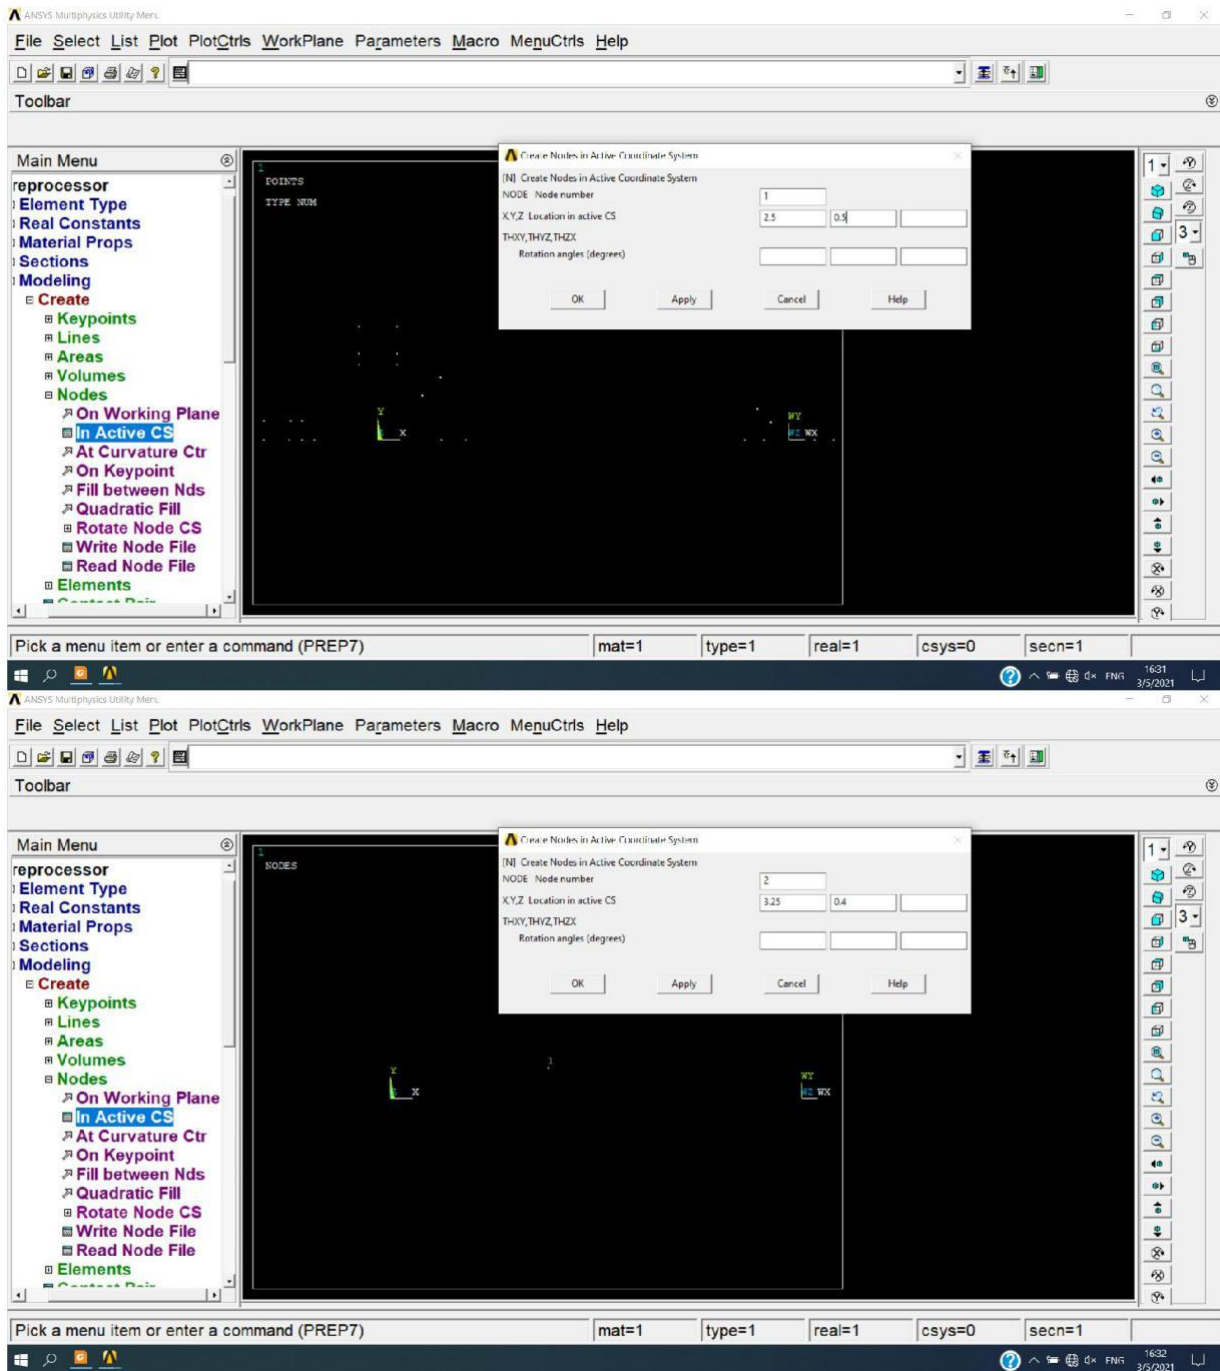 ANSYS Multiphysics Utility Menu
File Select List Plot PlotCtrls WorkPlane Parameters Macro MenuCtrls Help
Toolbar
Main Menu
reprocessor
Element Type
Real Constants
Material Props
Sections
Modeling
Create
Keypoints
Lines
Areas
Volumes
Nodes
On Working Plane
In Active CS
At Curvature Ctr
On Keypoint
Fill between Nds
Quadratic Fill
Rotate Node CS
Write Node File
Read Node File
Elements
Contact Pair
1
POINTS
TYPE NUM
Y
X
WY
WZ WX
Create Nodes in Active Coordinate System
[N] Create Nodes in Active Coordinate System
NODE Node number 1
X,Y,Z Location in active CS 2.5 0.5
THXY,THYZ,THZX
Rotation angles (degrees)
OK Apply Cancel Help
1
3
Pick a menu item or enter a command (PREP7) mat=1 type=1 real=1 csys=0 secn=1
ENG 16:31
3/5/2021
ANSYS Multiphysics Utility Menu
File Select List Plot PlotCtrls WorkPlane Parameters Macro MenuCtrls Help
Toolbar
Main Menu
reprocessor
Element Type
Real Constants
Material Props
Sections
Modeling
Create
Keypoints
Lines
Areas
Volumes
Nodes
On Working Plane
In Active CS
At Curvature Ctr
On Keypoint
Fill between Nds
Quadratic Fill
Rotate Node CS
Write Node File
Read Node File
Elements
Contact Pair
1
NODES
1
Y
X
WY
WZ WX
Create Nodes in Active Coordinate System
[N] Create Nodes in Active Coordinate System
NODE Node number 2
X,Y,Z Location in active CS 3.25 0.4
THXY,THYZ,THZX
Rotation angles (degrees)
OK Apply Cancel Help
1
3
Pick a menu item or enter a command (PREP7) mat=1 type=1 real=1 csys=0 secn=1
ENG 16:32
3/5/2021